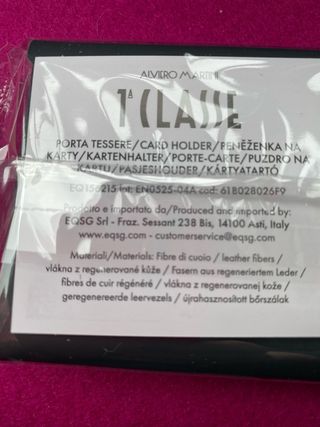 ALVIERO MARTINI
1ª CLASSE
PORTA TESSERE/CARD HOLDER/PENĚŽENKA NA
KARTY/KARTENHALTER/PORTE-CARTE/PUZDRO NA
KARTU/PASJESHOUDER/KÁRTYATARTÓ
EQ156215 lot: EN0525-04A cod: 61B028026F9
Prodotto e importato da/Produced and imported by:
EQSG Srl - Fraz. Sessant 238 Bis, 14100 Asti, Italy
www.eqsg.com - customerservice@eqsg.com
Materiali/Materials: Fibre di cuoio / leather fibers /
vlákna z regenerované kůže / Fasern aus regeneriertem Leder /
fibres de cuir régénéré / vlákna z regenerovanej kože /
geregenereerde leervezels / újrahasznosított bőrszálak